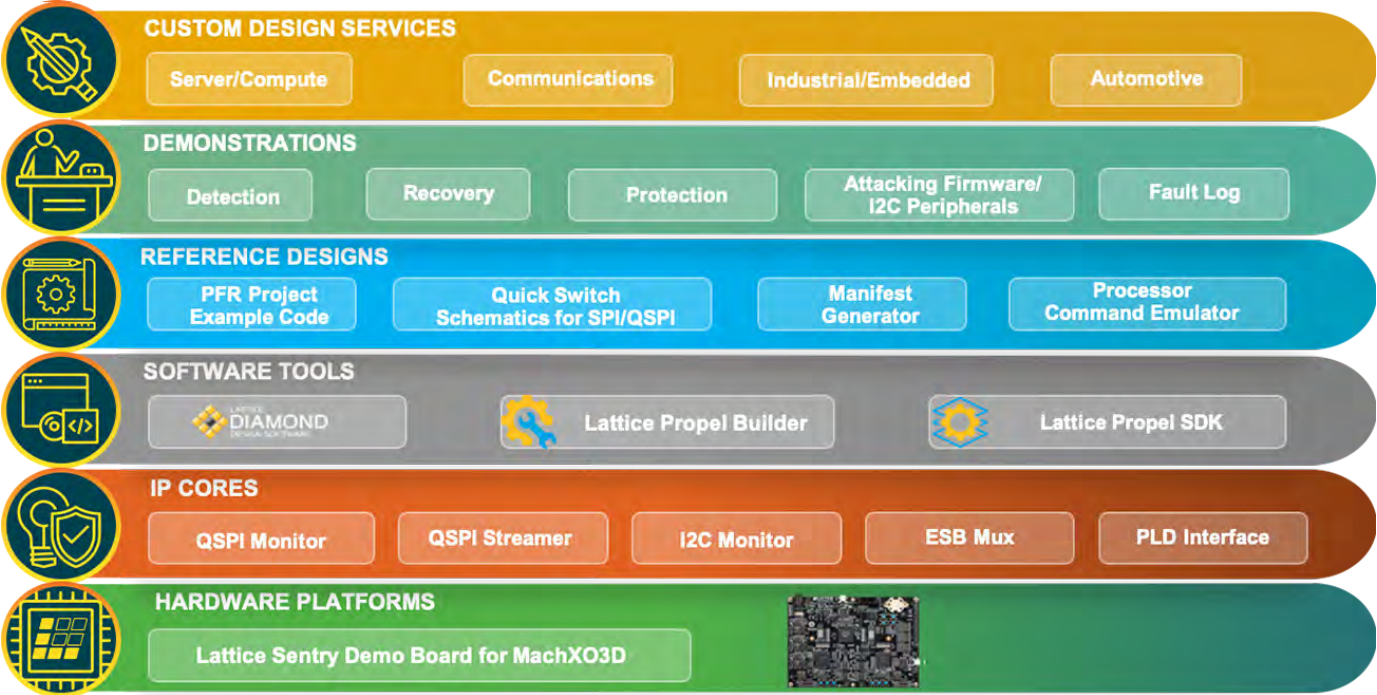 CUSTOM DESIGN SERVICES
Server/Compute
Communications
Industrial/Embedded
Automotive
DEMONSTRATIONS
Detection
Recovery
Protection
Attacking Firmware/
I2C Peripherals
Fault Log
REFERENCE DESIGNS
PFR Project
Example Code
Quick Switch
Schematics for SPI/QSPI
Manifest
Generator
Processor
Command Emulator
SOFTWARE TOOLS
LATTICE
DIAMOND
DESIGN SOFTWARE
Lattice Propel Builder
Lattice Propel SDK
IP CORES
QSPI Monitor
QSPI Streamer
I2C Monitor
ESB Mux
PLD Interface
HARDWARE PLATFORMS
Lattice Sentry Demo Board for MachXO3D